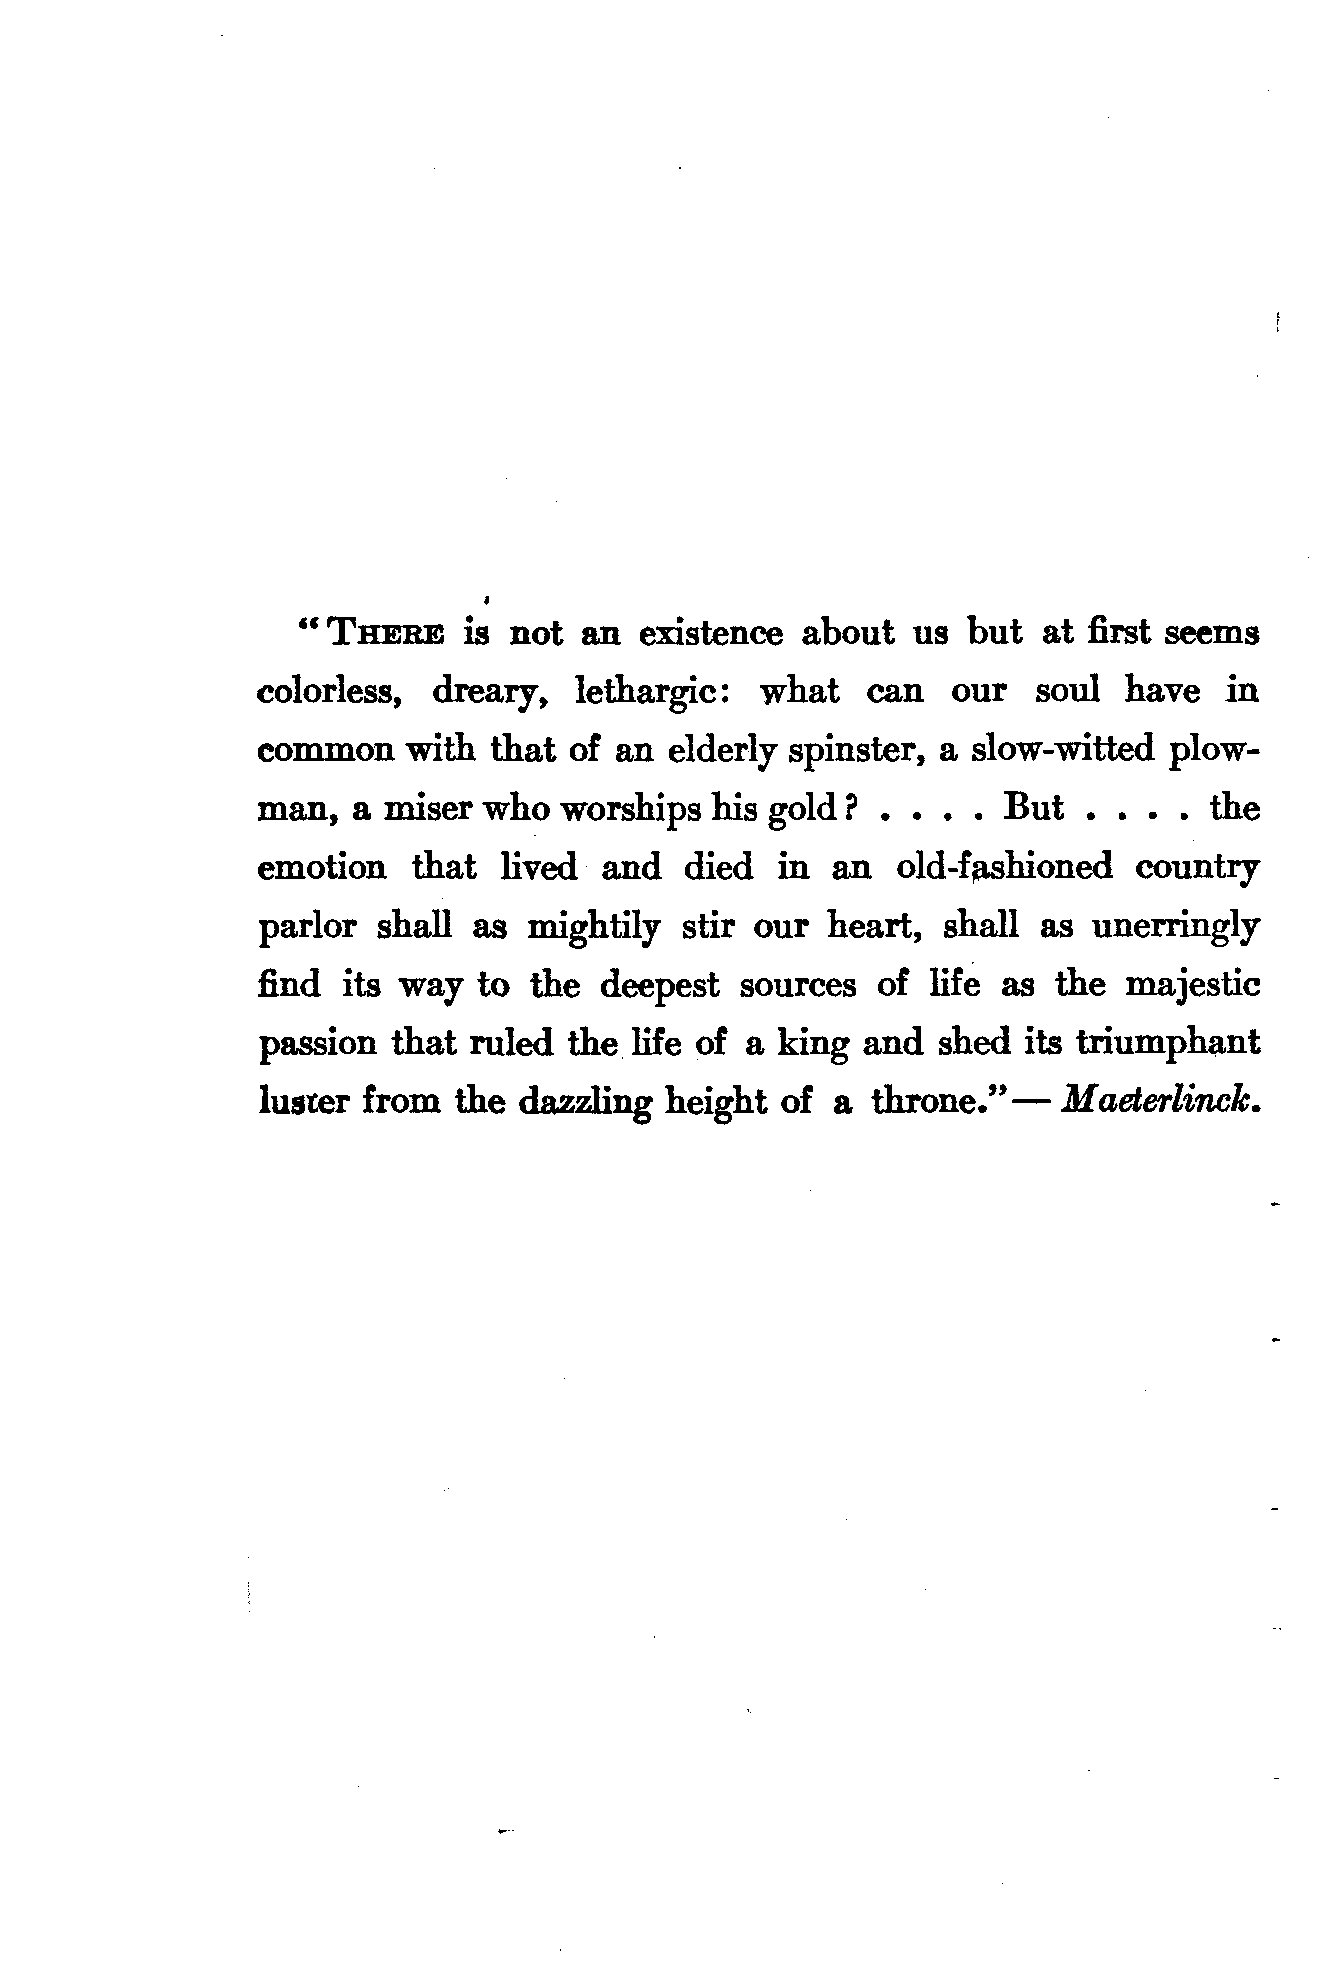 “THERE is not an existence about us but at first seems
colorless, dreary, lethargic: what can our soul have in
common with that of an elderly spinster, a slow-witted plow-
man, a miser who worships his gold? . . . . But . . . . the
emotion that lived and died in an old-fashioned country
parlor shall as mightily stir our heart, shall as unerringly
find its way to the deepest sources of life as the majestic
passion that ruled the life of a king and shed its triumphant
luster from the dazzling height of a throne.”— Maeterlinck.